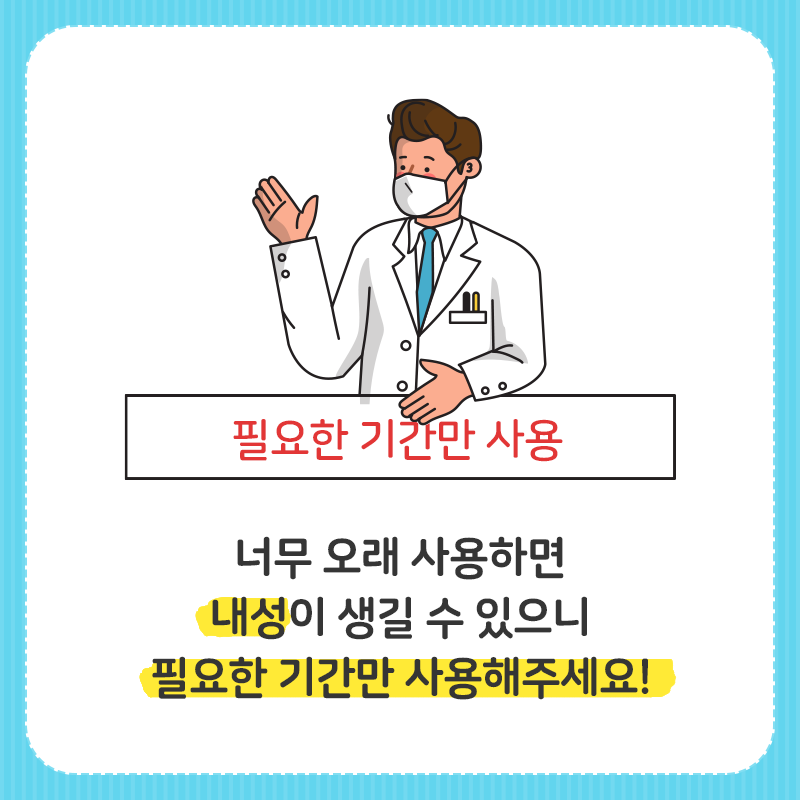 필요한 기간만 사용
너무 오래 사용하면
내성이 생길 수 있으니
필요한 기간만 사용해주세요!